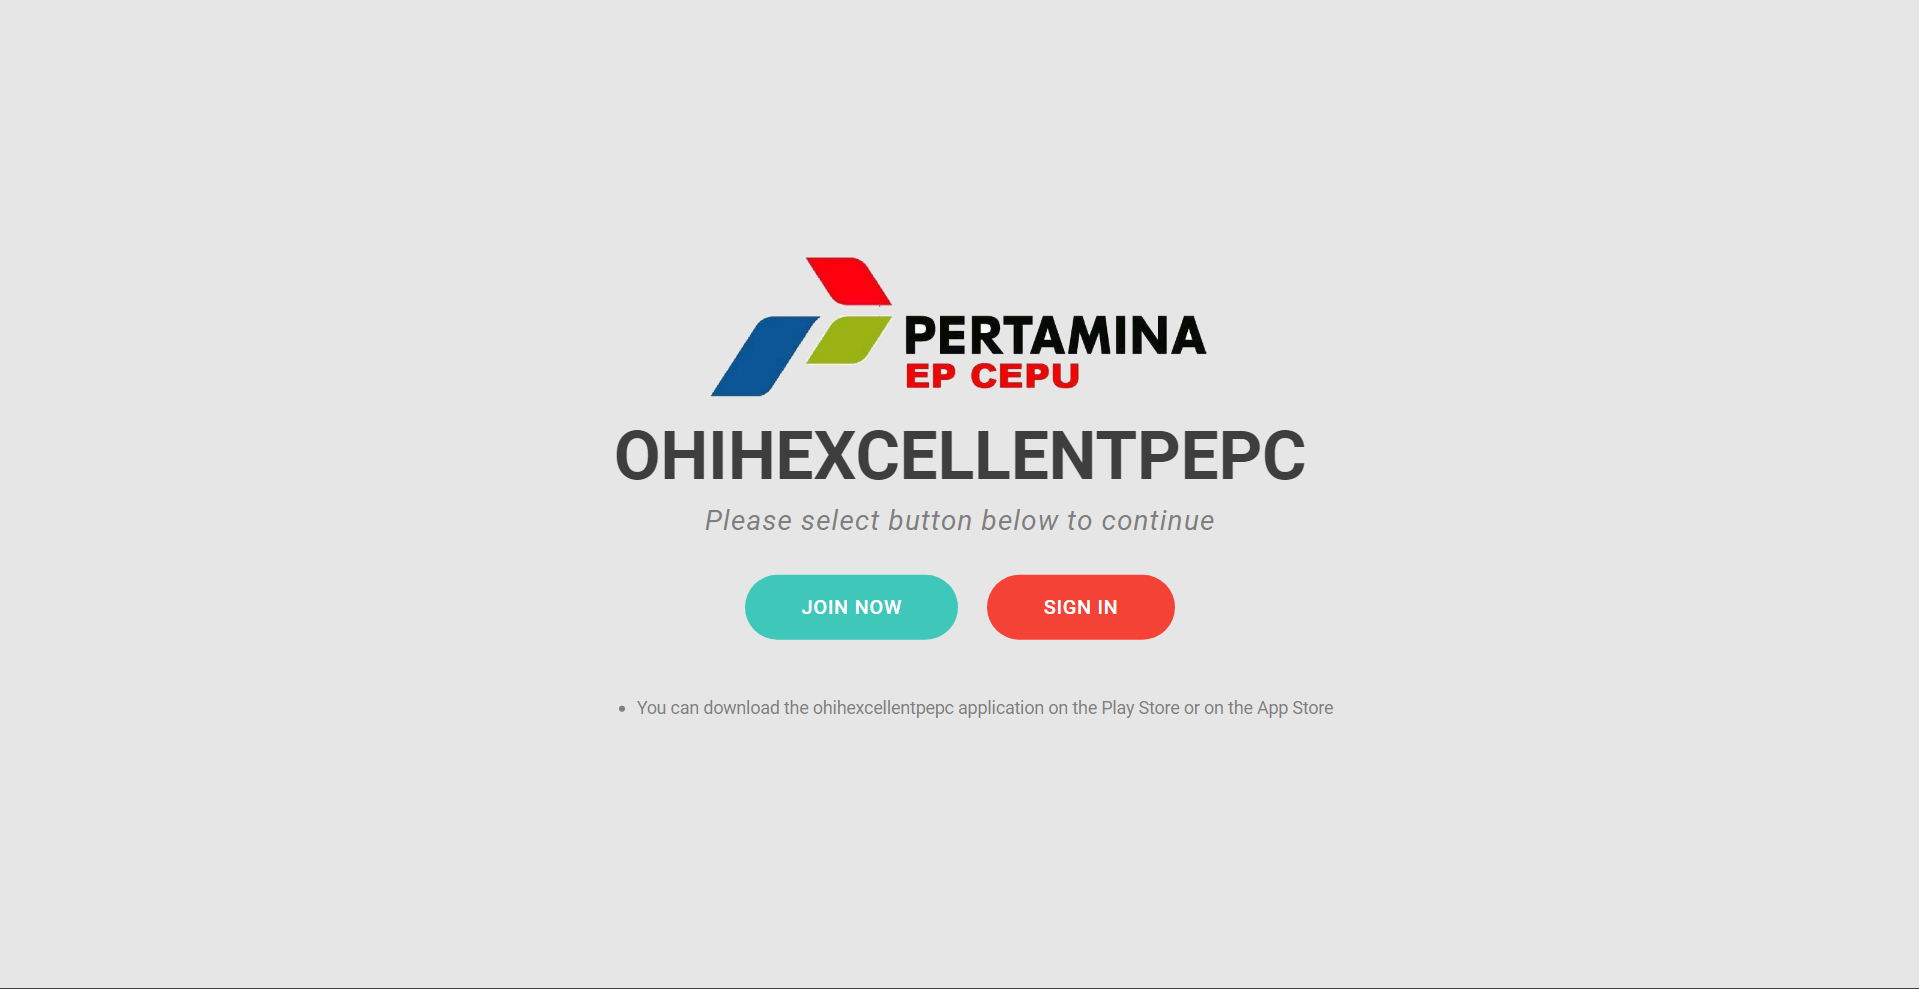 PERTAMINA
EP CEPU
OHIHEXCELLENTPEPC
Please select button below to continue
JOIN NOW SIGN IN
• You can download the ohihexcellentpepc application on the Play Store or on the App Store